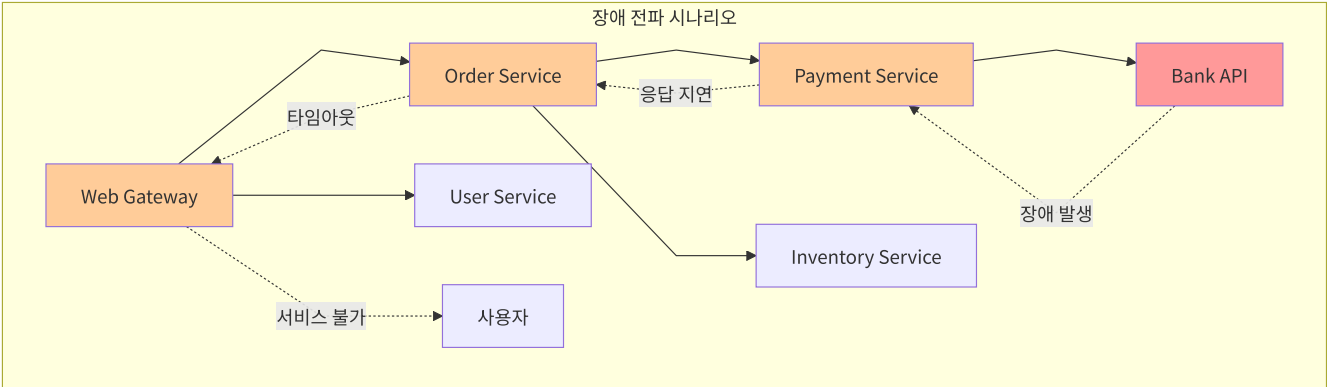 장애 전파 시나리오
Order Service
Payment Service
Bank API
응답 지연
타임아웃
Web Gateway
User Service
장애 발생
Inventory Service
서비스 불가
사용자